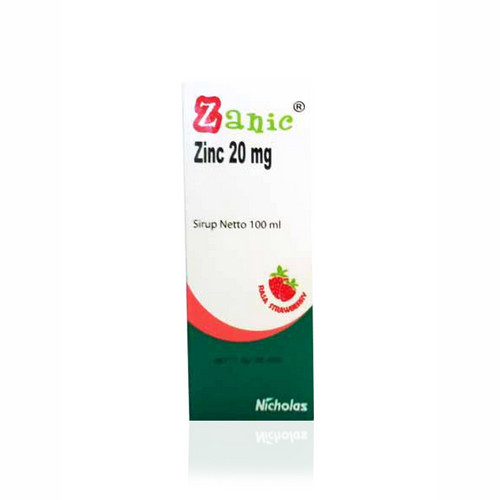 Zanic®
Zinc 20 mg
Sirup Netto 100 ml
RASA STRAWBERRY
Nicholas